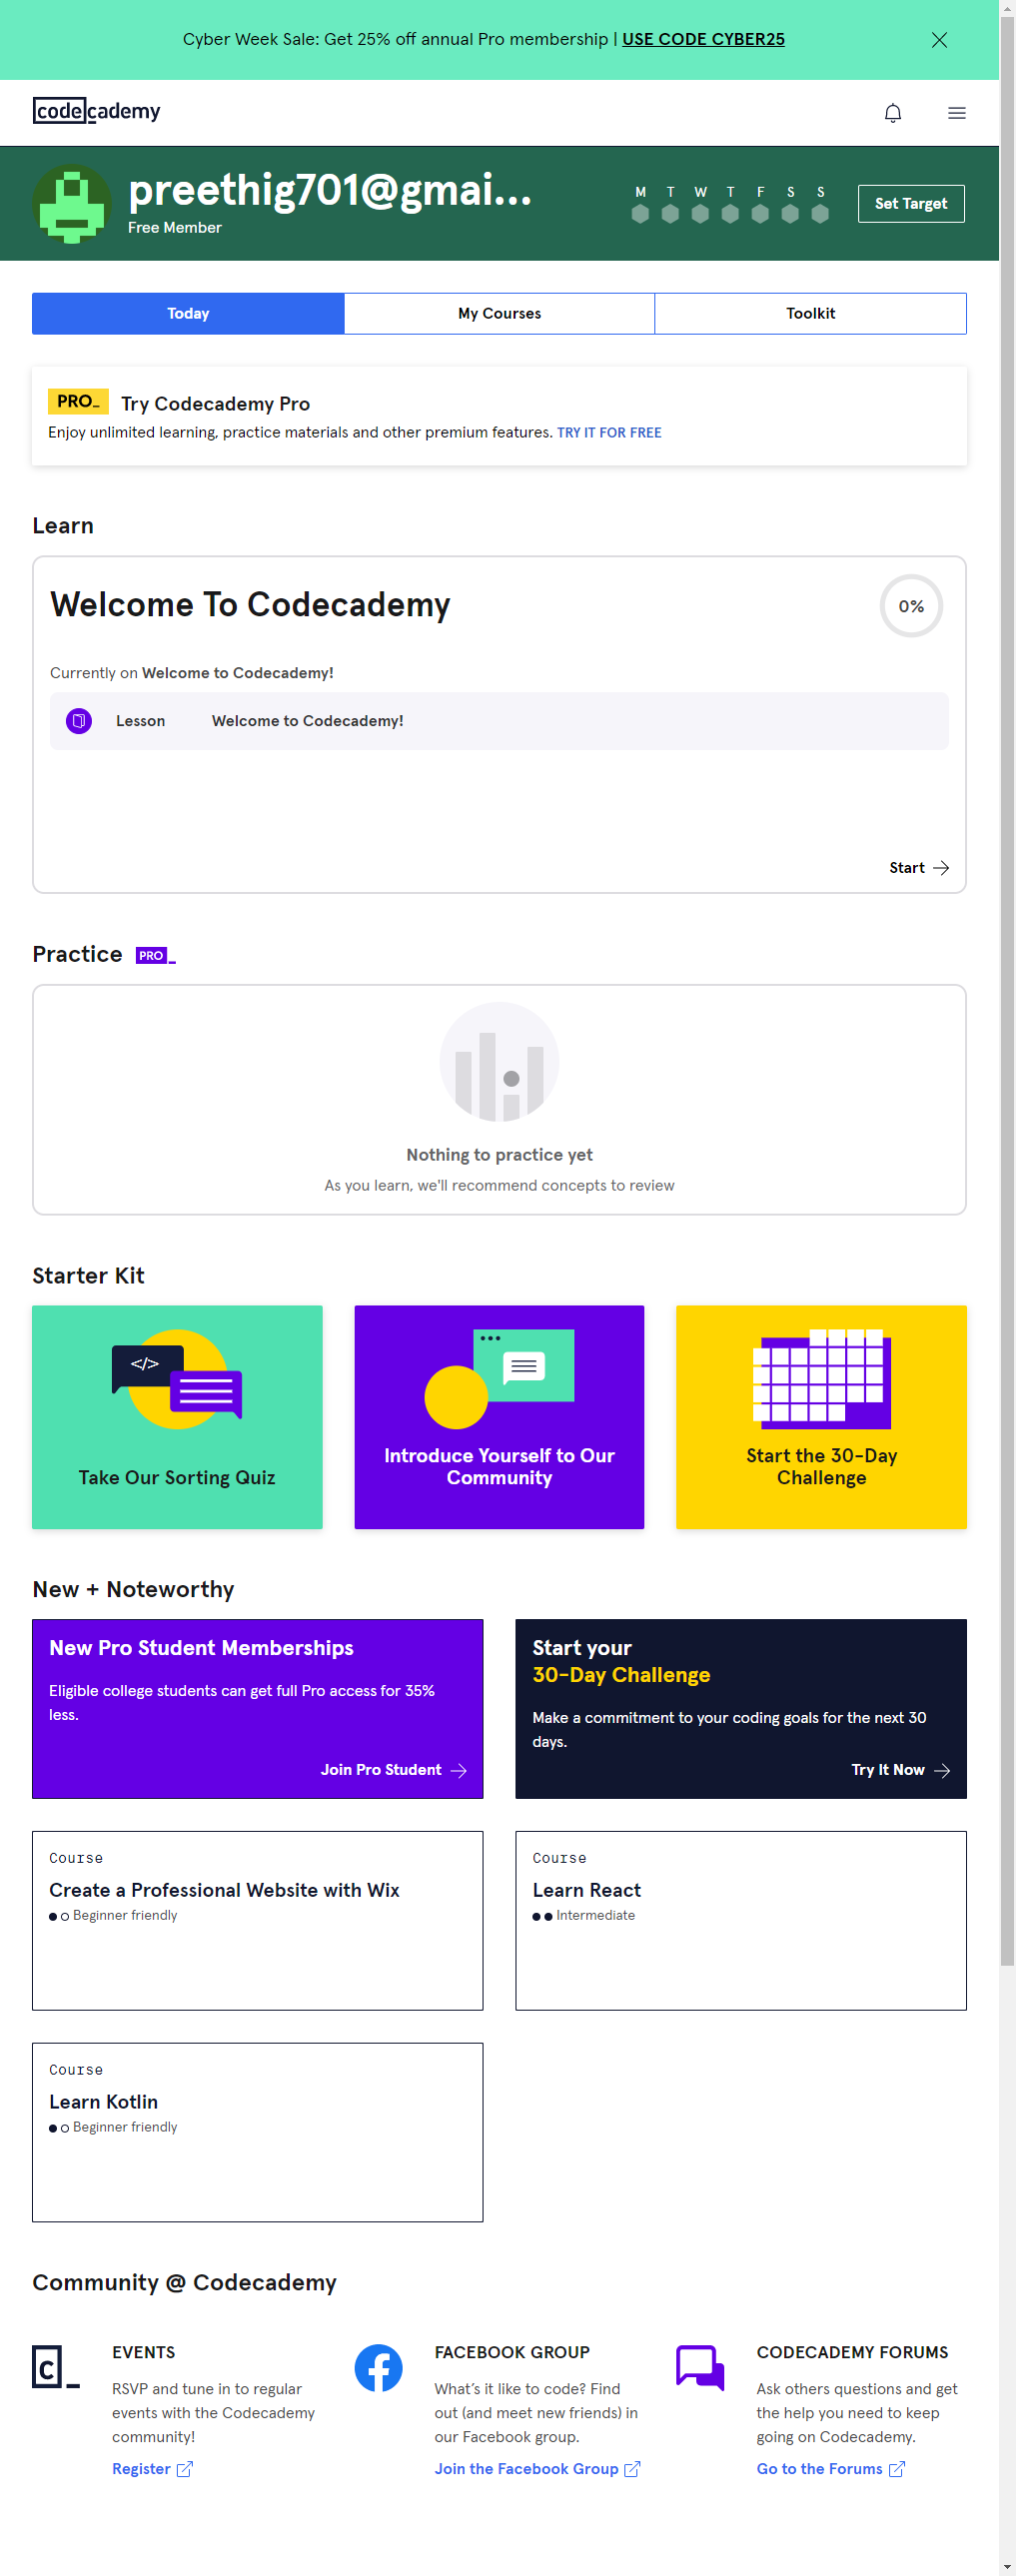 Cyber Week Sale: Get 25% off annual Pro membership | USE CODE CYBER25
codecademy
preethig701@gmai...
Free Member
M T W T F S S
Set Target
Today
My Courses
Toolkit
PRO_ Try Codecademy Pro
Enjoy unlimited learning, practice materials and other premium features. TRY IT FOR FREE
Learn
Welcome To Codecademy
0%
Currently on Welcome to Codecademy!
Lesson Welcome to Codecademy!
Start
Practice PRO_
Nothing to practice yet
As you learn, we'll recommend concepts to review
Starter Kit
</>
Take Our Sorting Quiz
Introduce Yourself to Our
Community
Start the 30-Day
Challenge
New + Noteworthy
New Pro Student Memberships
Eligible college students can get full Pro access for 35%
less.
Join Pro Student
Start your
30-Day Challenge
Make a commitment to your coding goals for the next 30
days.
Try It Now
Course
Create a Professional Website with Wix
Beginner friendly
Course
Learn React
Intermediate
Course
Learn Kotlin
Beginner friendly
Community @ Codecademy
c_
EVENTS
RSVP and tune in to regular
events with the Codecademy
community!
Register
FACEBOOK GROUP
What's it like to code? Find
out (and meet new friends) in
our Facebook group.
Join the Facebook Group
CODECADEMY FORUMS
Ask others questions and get
the help you need to keep
going on Codecademy.
Go to the Forums